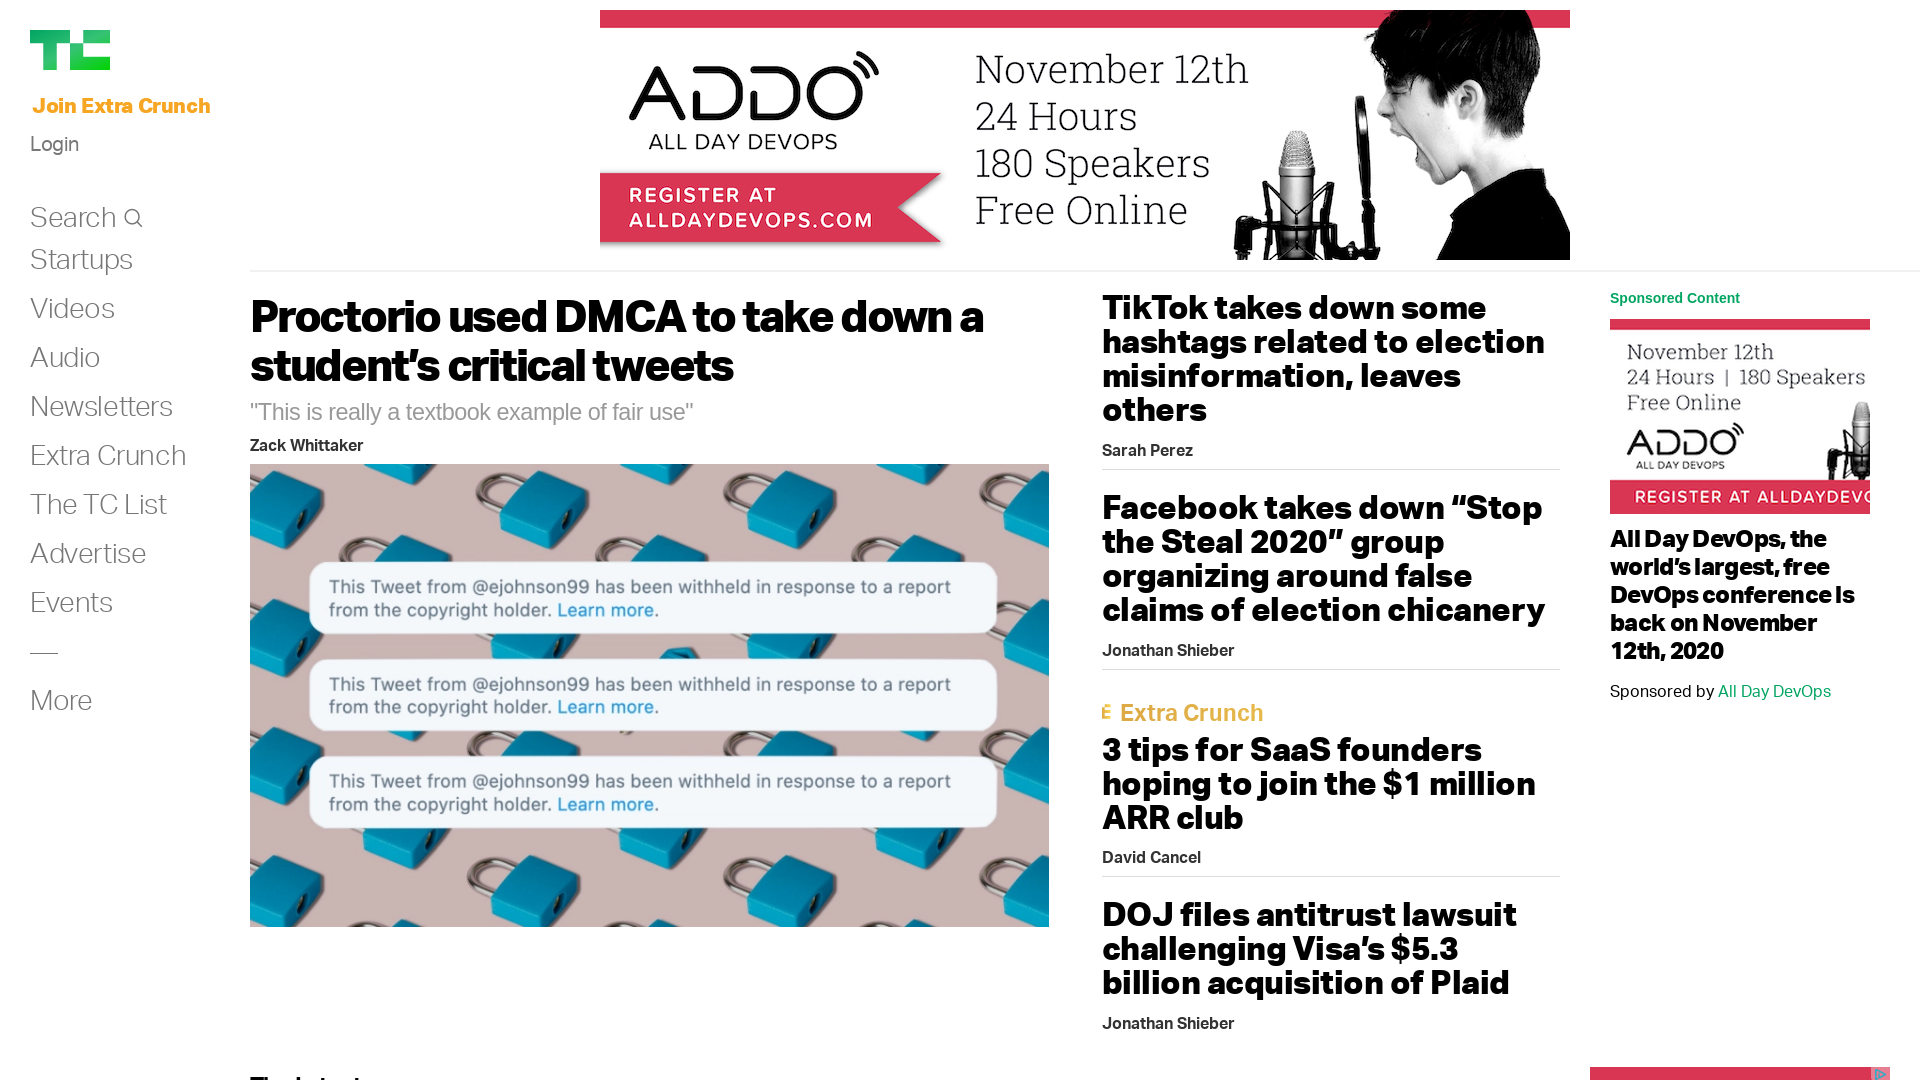 TC
Join Extra Crunch
Login
Search
Startups
Videos
Audio
Newsletters
Extra Crunch
The TC List
Advertise
Events
—
More
ADDO
ALL DAY DEVOPS
REGISTER AT
ALLDAYDEVOPS.COM
November 12th
24 Hours
180 Speakers
Free Online
Proctorio used DMCA to take down a
student’s critical tweets
"This is really a textbook example of fair use"
Zack Whittaker
This Tweet from @ejohnson99 has been withheld in response to a report
from the copyright holder. Learn more.
This Tweet from @ejohnson99 has been withheld in response to a report
from the copyright holder. Learn more.
This Tweet from @ejohnson99 has been withheld in response to a report
from the copyright holder. Learn more.
TikTok takes down some
hashtags related to election
misinformation, leaves
others
Sarah Perez
Facebook takes down “Stop
the Steal 2020” group
organizing around false
claims of election chicanery
Jonathan Shieber
Extra Crunch
3 tips for SaaS founders
hoping to join the $1 million
ARR club
David Cancel
DOJ files antitrust lawsuit
challenging Visa’s $5.3
billion acquisition of Plaid
Jonathan Shieber
Sponsored Content
November 12th
24 Hours | 180 Speakers
Free Online
ADDO
ALL DAY DEVOPS
REGISTER AT ALLDAYDEVO
All Day DevOps, the
world’s largest, free
DevOps conference Is
back on November
12th, 2020
Sponsored by All Day DevOps